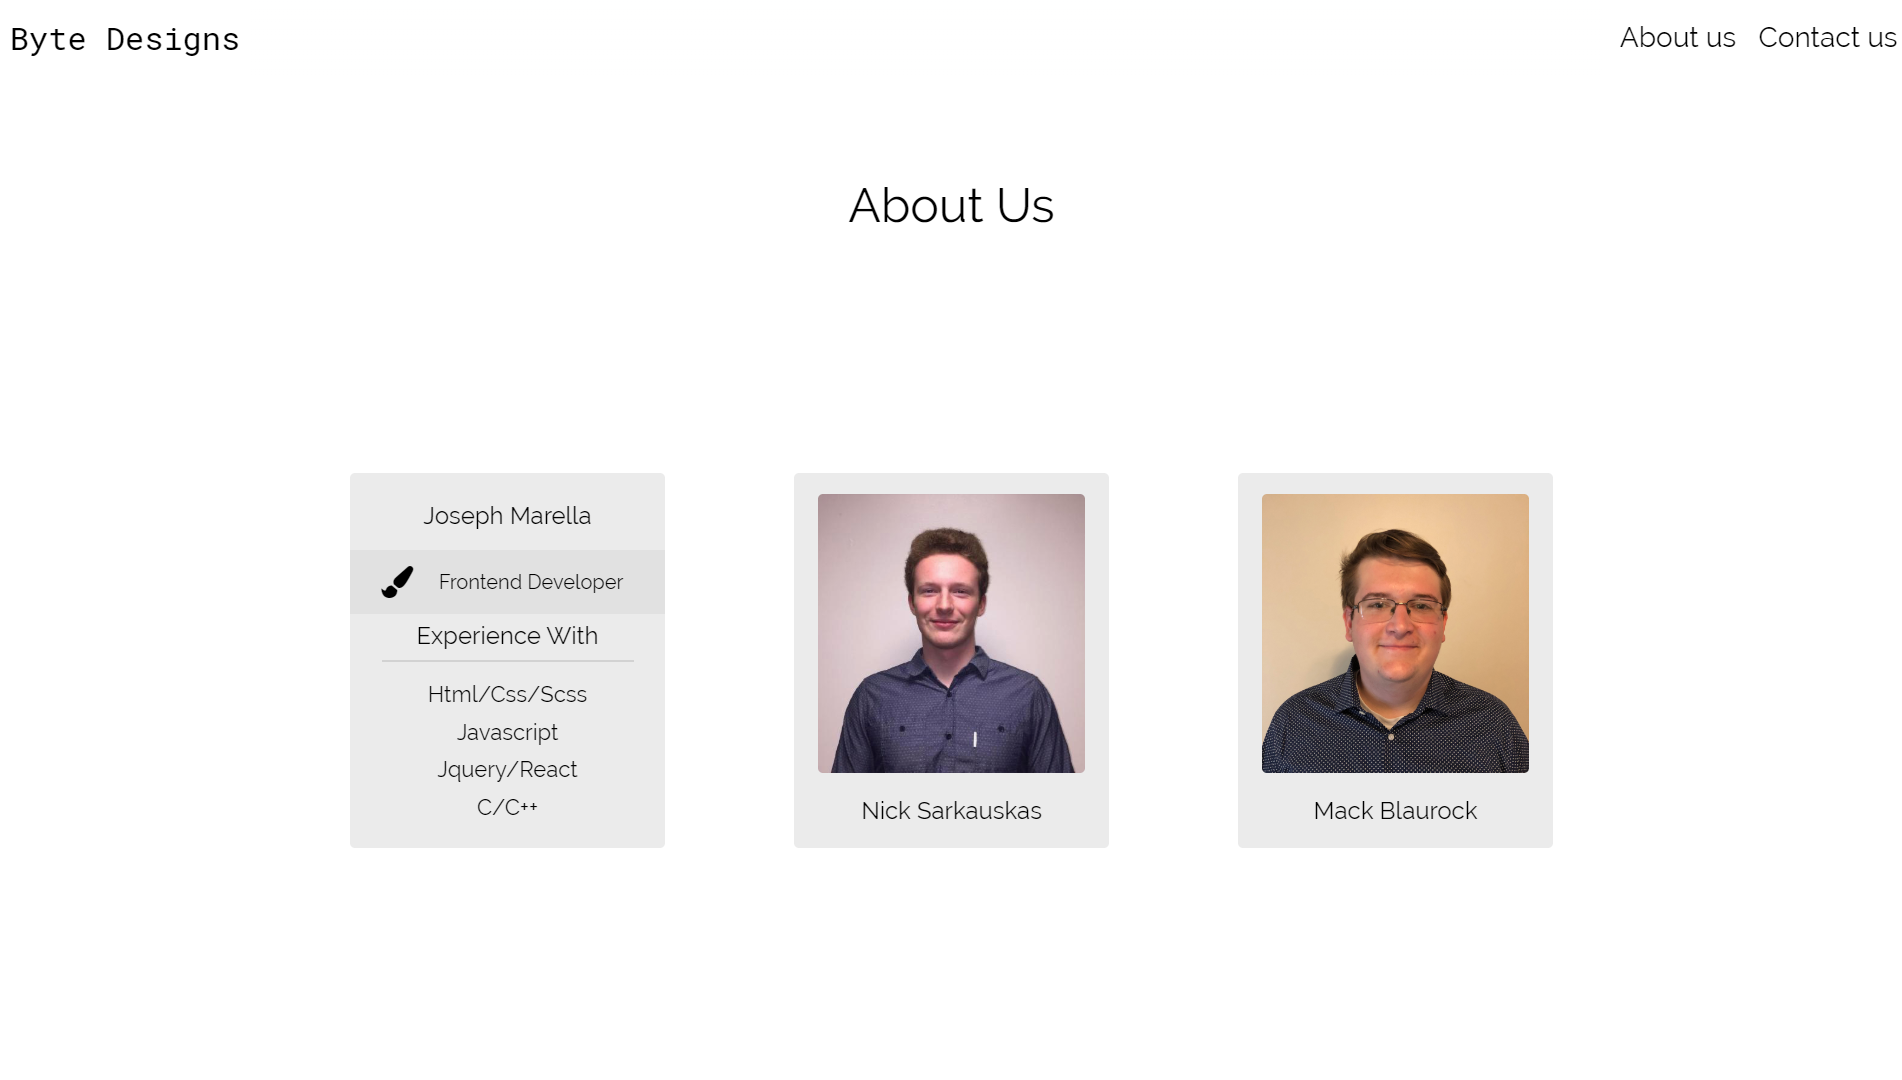 Byte Designs
About us
Contact us
About Us
Joseph Marella
Frontend Developer
Experience With
Html/Css/Scss
Javascript
Jquery/React
C/C++
Nick Sarkauskas
Mack Blaurock